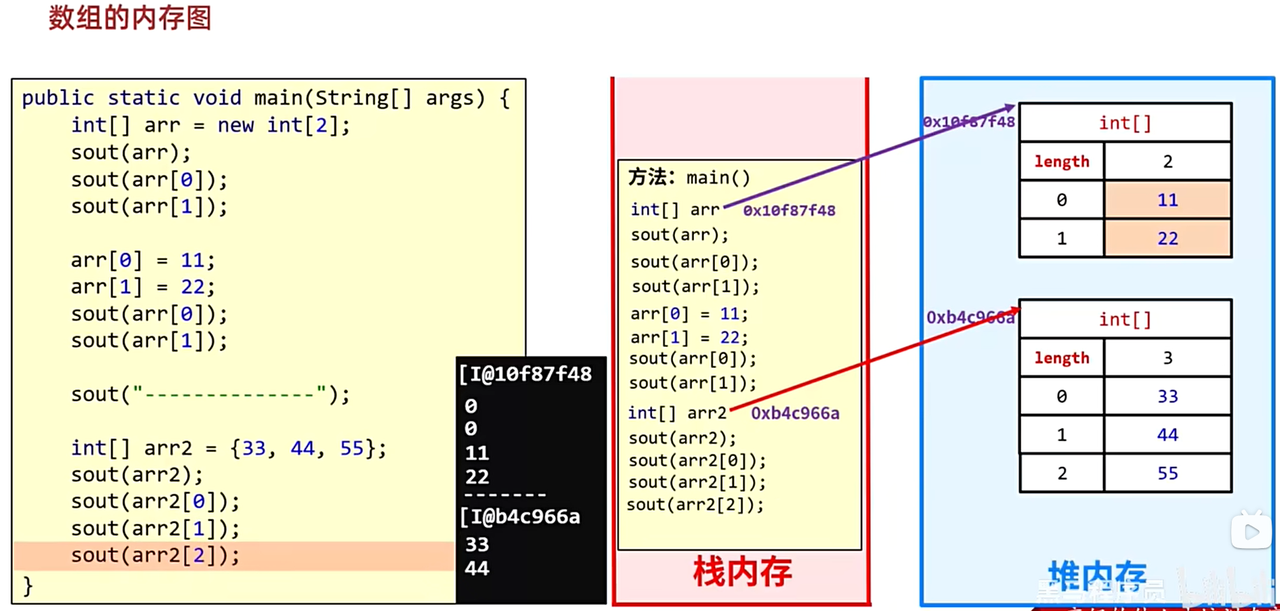 数组的内存图
public static void main(String[] args) {
int[] arr = new int[2];
sout(arr);
sout(arr[0]);
sout(arr[1]);
arr[0] = 11;
arr[1] = 22;
sout(arr[0]);
sout(arr[1]);
sout("--------------");
int[] arr2 = {33, 44, 55};
sout(arr2);
sout(arr2[0]);
sout(arr2[1]);
sout(arr2[2]);
}
[I@10f87f48
0
0
11
22
-------
[I@b4c966a
33
44
方法：main()
int[] arr 0x10f87f48
sout(arr);
sout(arr[0]);
sout(arr[1]);
arr[0] = 11;
arr[1] = 22;
sout(arr[0]);
sout(arr[1]);
int[] arr2 0xb4c966a
sout(arr2);
sout(arr2[0]);
sout(arr2[1]);
sout(arr2[2]);
栈内存
0x10f87f48
int[]
length 2
0 11
1 22
0xb4c966a
int[]
length 3
0 33
1 44
2 55
堆内存